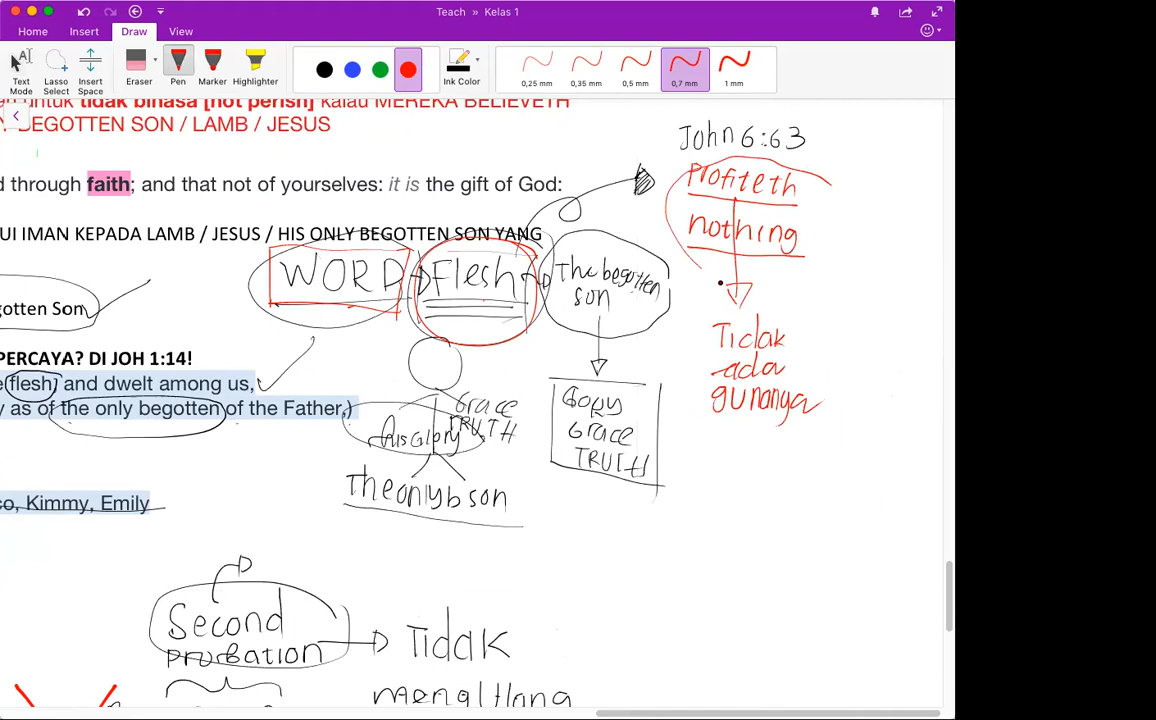 Teach » Kelas 1
Home Insert Draw View
Text Mode
Lasso Select
Insert Space
Eraser
Pen
Marker
Highlighter
Ink Color
0,25 mm
0,35 mm
0,5 mm
0,7 mm
1 mm
untuk tidak binasa [not perish] kalau MEREKA BELIEVETH
BEGOTTEN SON / LAMB / JESUS
John 6:63
d through faith; and that not of yourselves: it is the gift of God:
Profiteth
nothing
UI IMAN KEPADA LAMB / JESUS / HIS ONLY BEGOTTEN SON YANG
WORD
Flesh
The begotten
son
gotten Son
Tidak
ada
gunanya
PERCAYA? DI JOH 1:14!
e (flesh) and dwelt among us,
y as of the only begotten of the Father,)
Grace
TRUTH
His Glory
Grace
TRUTH
The only b son
co, Kimmy, Emily
Second
probation
Tidak